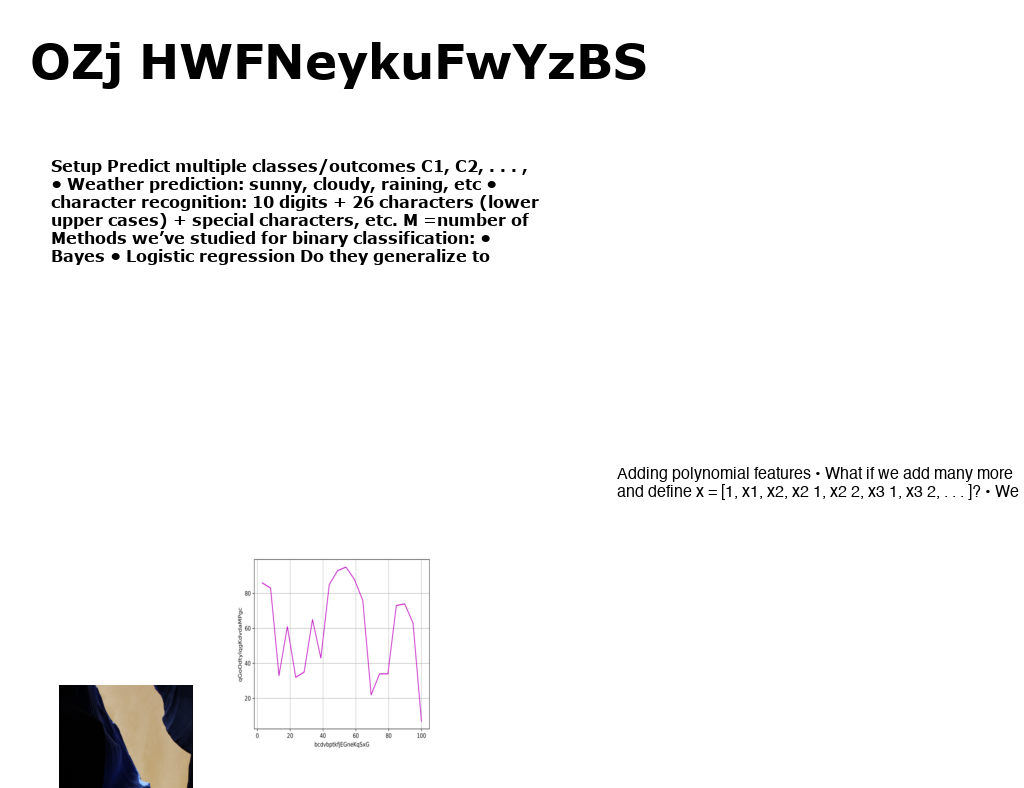 OZj HWFNeykuFwYzBS
Setup Predict multiple classes/outcomes C1, C2, . . . ,
● Weather prediction: sunny, cloudy, raining, etc ●
character recognition: 10 digits + 26 characters (lower
upper cases) + special characters, etc. M =number of
Methods we’ve studied for binary classification: ●
Bayes ● Logistic regression Do they generalize to
Adding polynomial features • What if we add many more
and define x = [1, x1, x2, x2 1, x2 2, x3 1, x3 2, . . . ]? • We
80
60
40
20
0 20 40 60 80 100